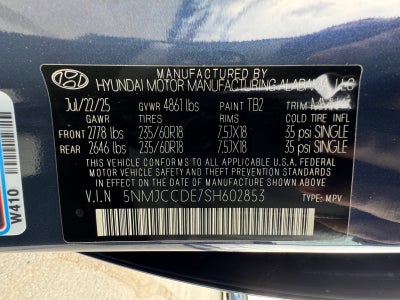 MANUFACTURED BY
HYUNDAI MOTOR MANUFACTURING ALABAMA, LLC
Jul/22/25 GVWR 4861 lbs PAINT TB2 TRIM
GAWR TIRES RIMS COLD TIRE INFL
FRONT 2778 lbs 235/60R18 7.5JX18 35 psi SINGLE
REAR 2646 lbs 235/60R18 7.5JX18 35 psi SINGLE
THIS VEHICLE CONFORMS TO ALL APPLICABLE U.S.A FEDERAL
MOTOR VEHICLE SAFETY AND THEFT PREVENTION STANDARDS IN
EFFECT ON THE DATE OF MANUFACTURE SHOWN ABOVE.
V.I.N 5NMJCCDE7SH602853 TYPE: MPV
W410